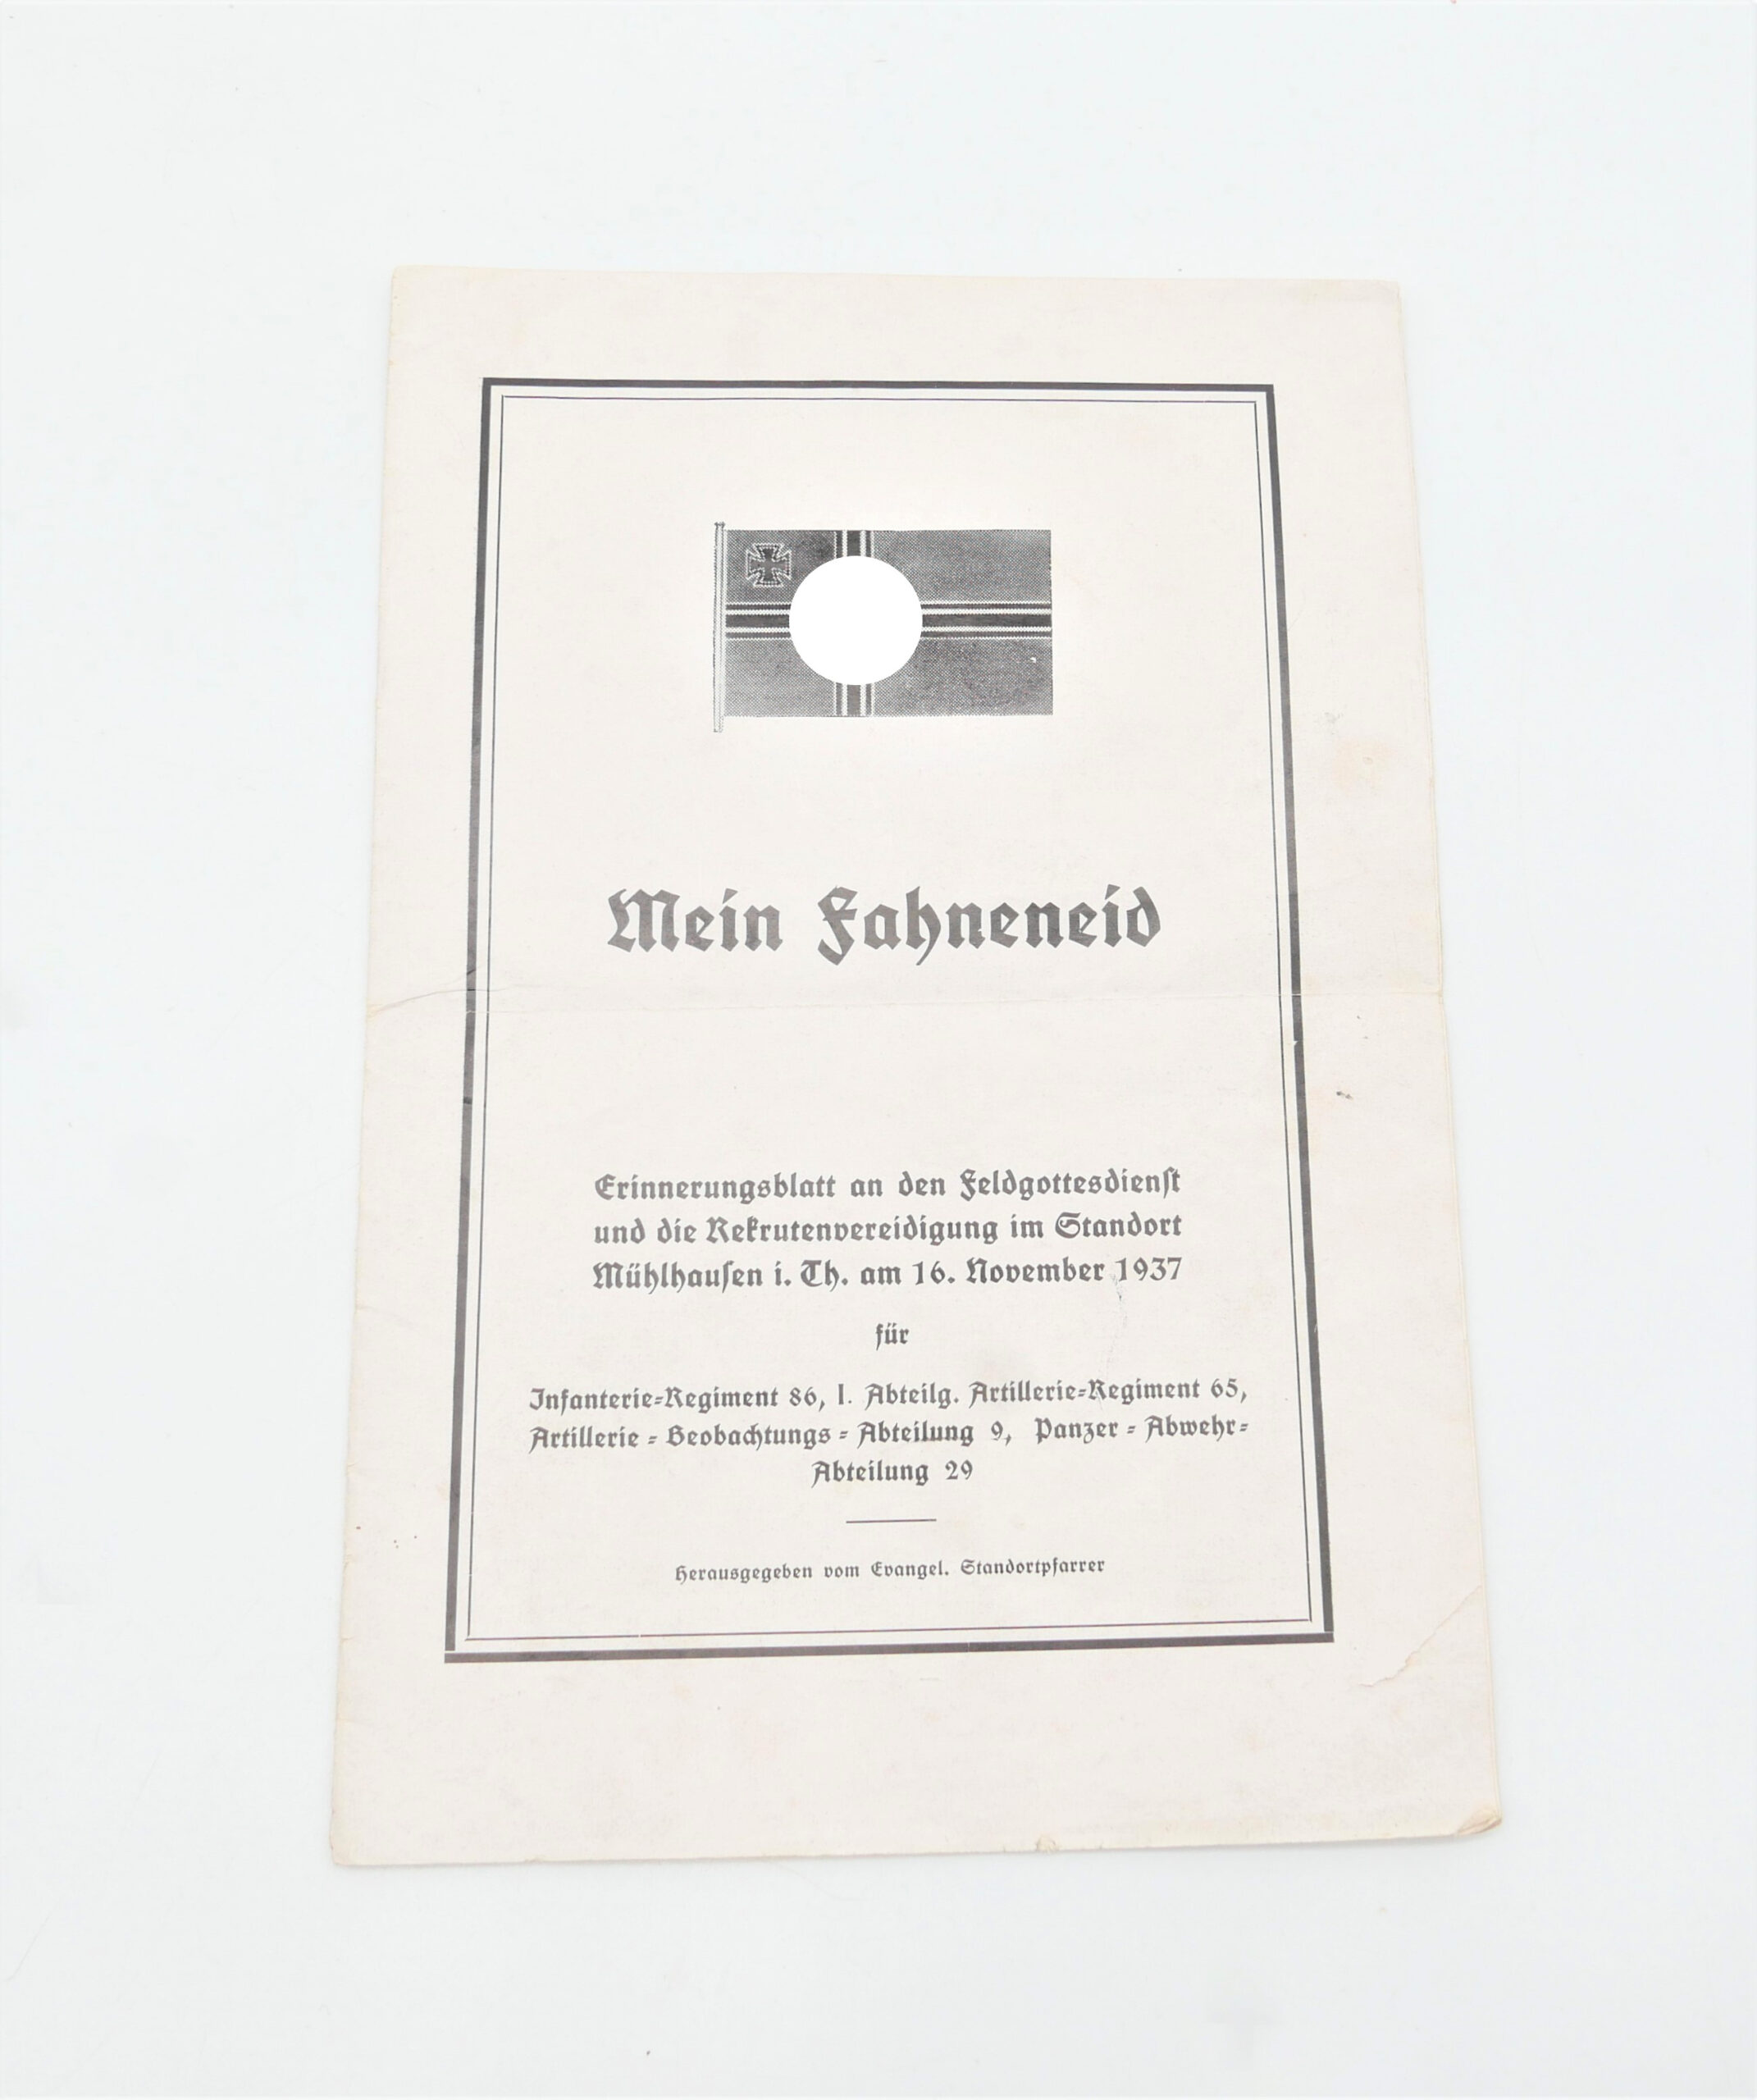 Mein Fahneneid
Erinnerungsblatt an den Feldgottesdienſt
und die Rekrutenvereidigung im Standort
Mühlhauſen i. Th. am 16. November 1937
für
Infanterie-Regiment 86, I. Abteilg. Artillerie-Regiment 65,
Artillerie - Beobachtungs - Abteilung 9, Panzer - Abwehr-
Abteilung 29
Herausgegeben vom Evangel. Standortpfarrer